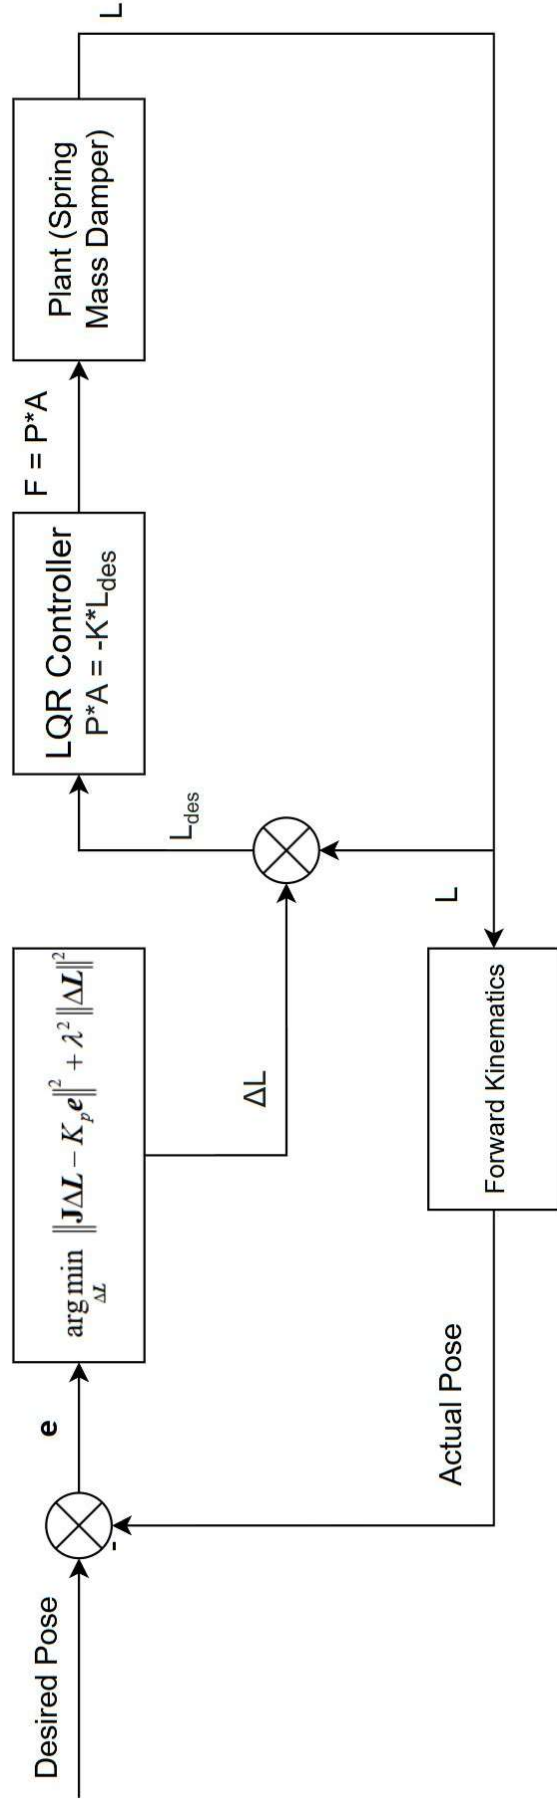 Desired Pose
-
e
arg min ‖JΔL − K_p e‖² + λ² ‖ΔL‖²
ΔL
ΔL
L_des
LQR Controller
P*A = -K*L_des
F = P*A
Plant (Spring
Mass Damper)
L
L
Forward Kinematics
Actual Pose